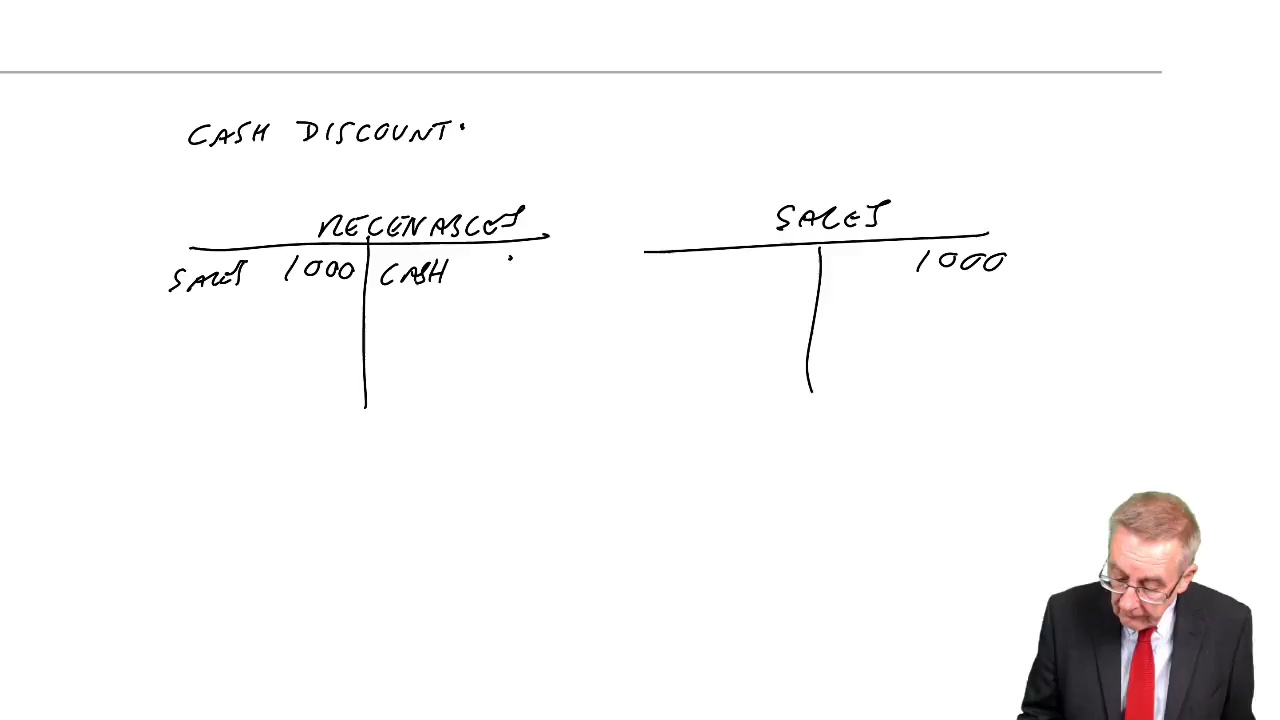 CASH DISCOUNT.
RECEIVABLES
SALES 1000 CASH
SALES
1000